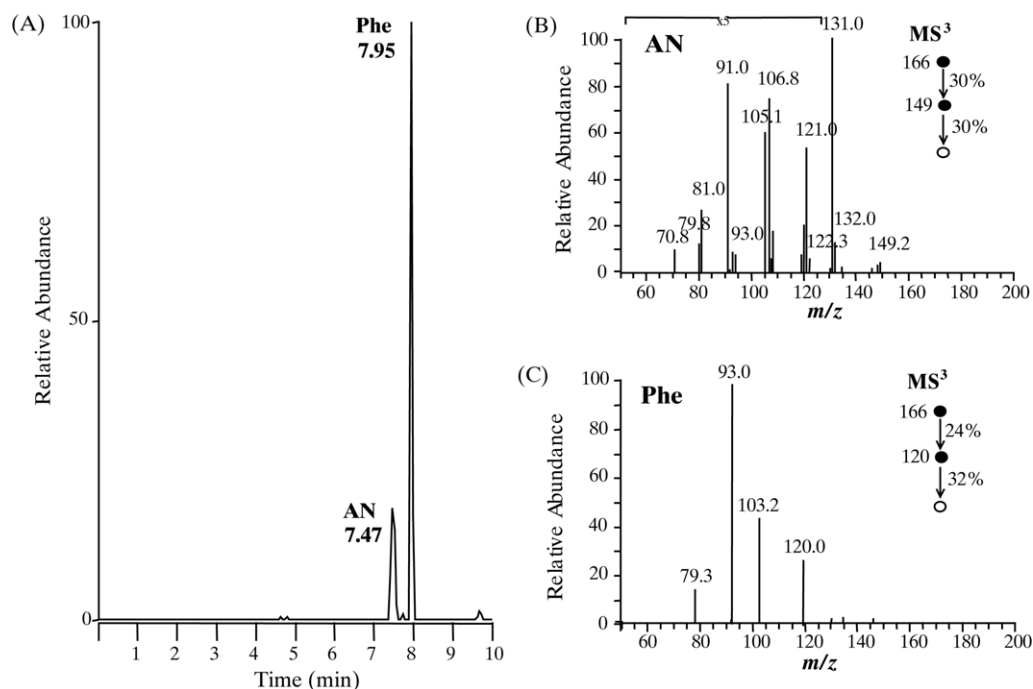 (A)
Phe
7.95
AN
7.47
100
50
0
Relative Abundance
1 2 3 4 5 6 7 8 9 10
Time (min)
(B)
AN
x5
131.0
91.0
106.8
105.1
121.0
81.0
79.8
70.8
93.0
122.3
132.0
149.2
MS³
166
30%
149
30%
100
80
60
40
20
0
Relative Abundance
60 80 100 120 140 160 180 200
m/z
(C)
Phe
93.0
103.2
120.0
79.3
MS³
166
24%
120
32%
100
80
60
40
20
0
Relative Abundance
60 80 100 120 140 160 180 200
m/z